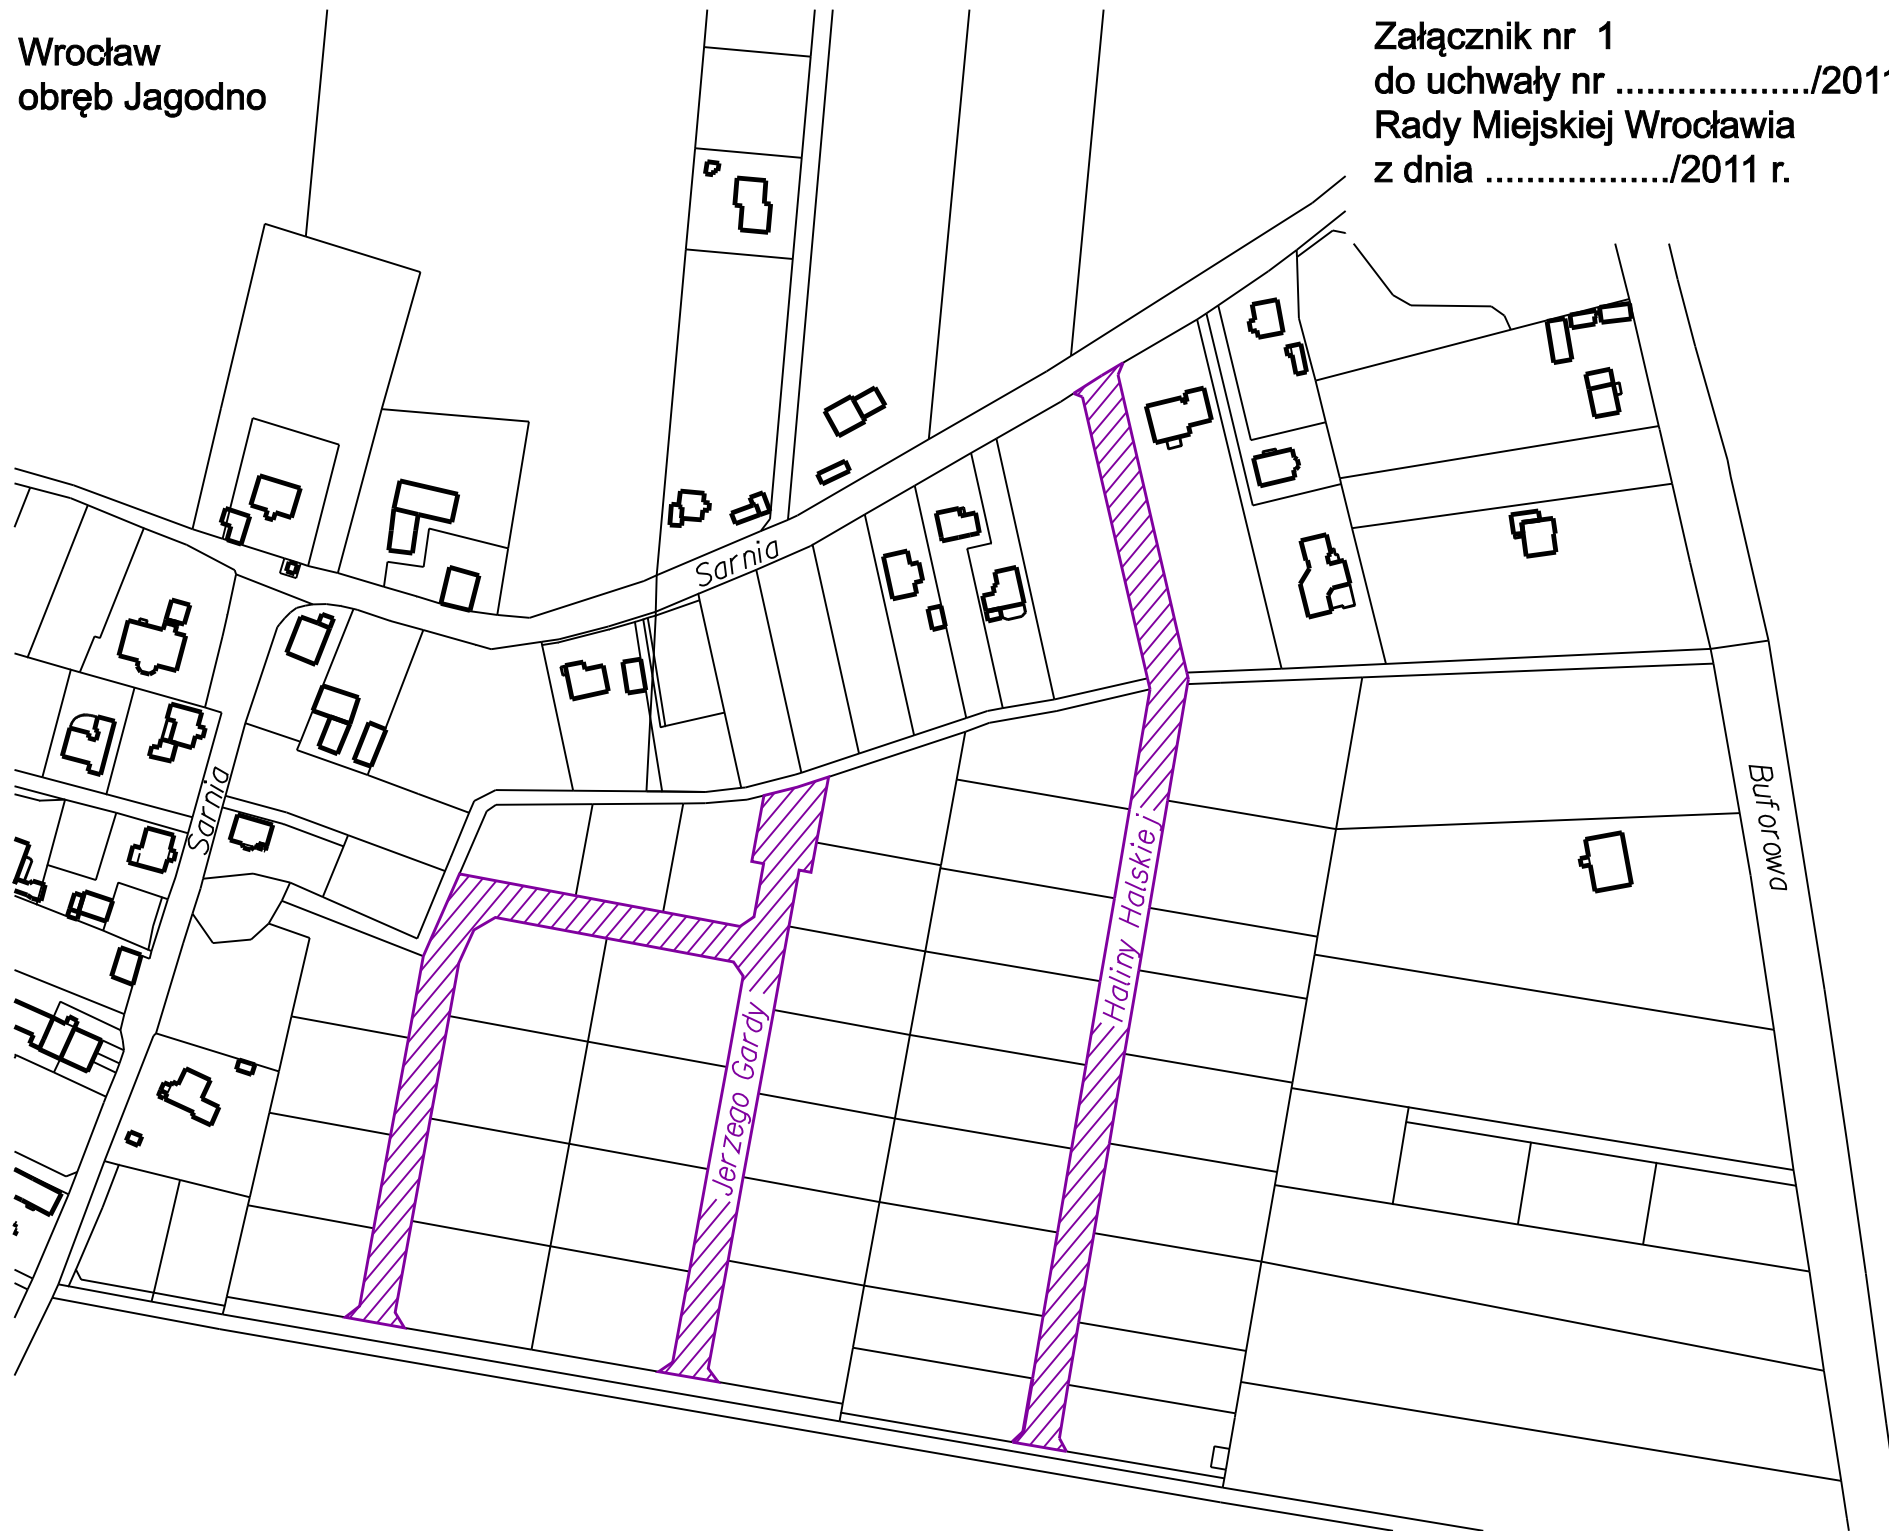 Wrocław
obręb Jagodno
Załącznik nr 1
do uchwały nr .................../2011
Rady Miejskiej Wrocławia
z dnia ................../2011 r.
Sarnia
Sarnia
Buforowa
Haliny Halskiej
Jerzego Gardy